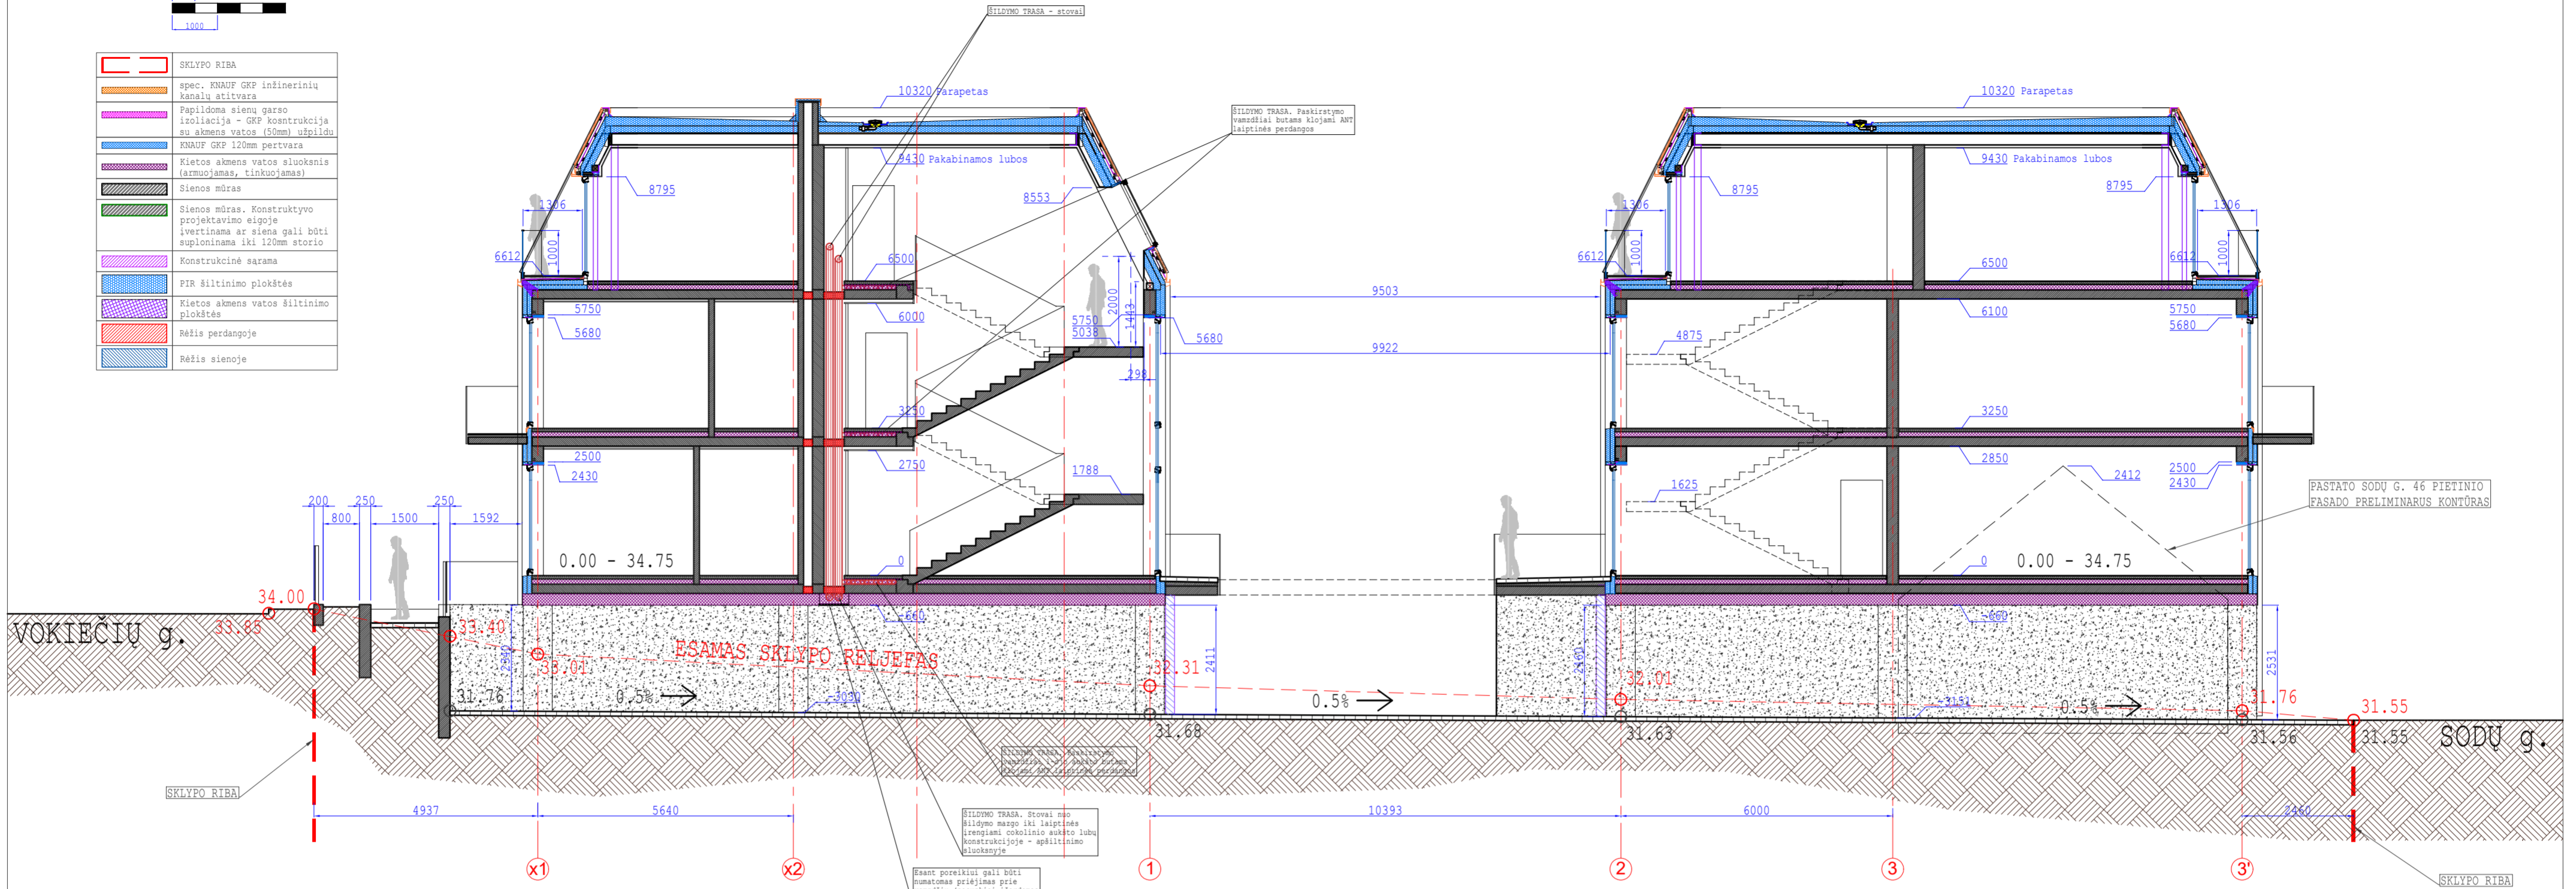 1000
SKLYPO RIBA
spec. KNAUF GKP inžinerinių
kanalų atitvara
Papildoma sienų garso
izoliacija - GKP kosntrukcija
su akmens vatos (50mm) užpildu
KNAUF GKP 120mm pertvara
Kietos akmens vatos sluoksnis
(armuojamas, tinkuojamas)
Sienos mūras
Sienos mūras. Konstruktyvo
projektavimo eigoje
įvertinama ar siena gali būti
suploninama iki 120mm storio
Konstrukcinė sąrama
PIR šiltinimo plokštės
Kietos akmens vatos šiltinimo
plokštės
Rėžis perdangoje
Rėžis sienoje
ŠILDYMO TRASA - stovai
ŠILDYMO TRASA. Paskirstymo
vamzdžiai butams klojami ANT
laiptinės perdangos
10320 Parapetas
9430 Pakabinamos lubos
8795
8553
1306
1000
6612
6500
6000
5750
5680
2000
1443
5750
5038
5680
298
3250
2750
2500
2430
1788
0
0.00 - 34.75
200
250
250
800
1500
1592
9503
9922
10320 Parapetas
9430 Pakabinamos lubos
8795
8795
1306
1306
1000
1000
6612
6612
6500
6100
5750
5680
4875
3250
2850
2500
2430
2412
1625
0
0.00 - 34.75
PASTATO SODŲ G. 46 PIETINIO
FASADO PRELIMINARUS KONTŪRAS
VOKIEČIŲ g.
34.00
33.85
33.40
33.01
31.76
0.5%
ESAMAS SKLYPO RELJEFAS
-660
-3030
2411
32.31
31.68
0.5%
32.01
31.63
-660
0.5%
2531
31.76
31.56
31.55
31.55
SODŲ g.
SKLYPO RIBA
ŠILDYMO TRASA. Stovai nuo
šildymo mazgo iki laiptinės
įrengiami cokolinio aukšto lubų
konstrukcijoje - apšiltinimo
sluoksnyje
Esant poreikiui gali būti
numatomas priėjimas prie
4937
5640
10393
6000
2460
x1
x2
1
2
3
3'
SKLYPO RIBA